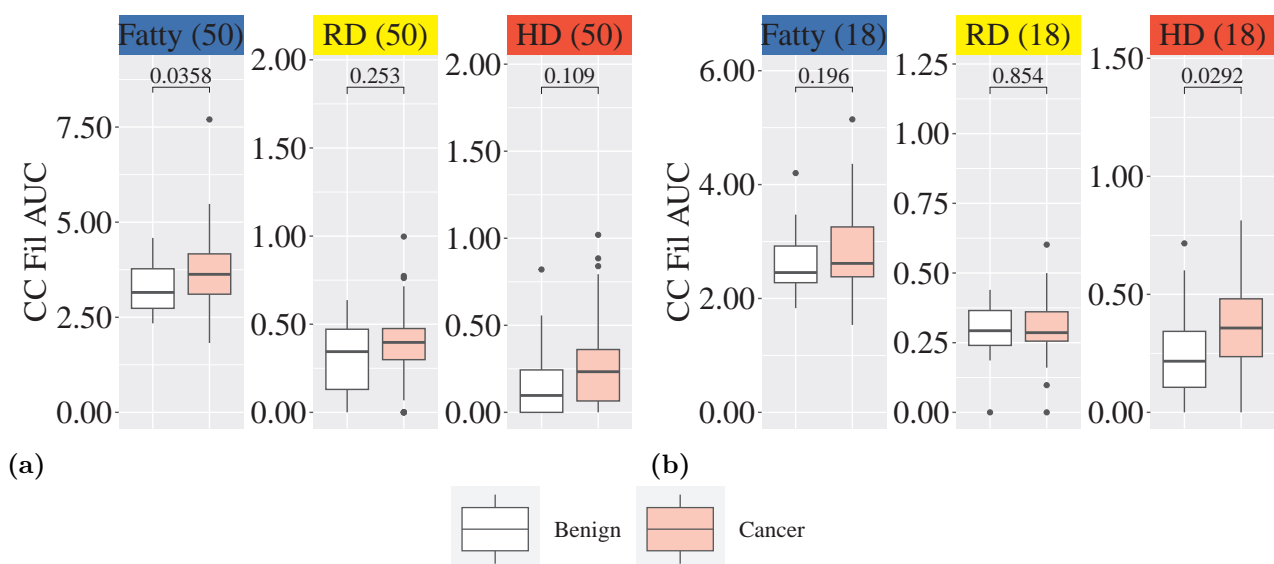 Fatty (50)
RD (50)
HD (50)
Fatty (18)
RD (18)
HD (18)
CC Fil AUC
0.0358
7.50
5.00
2.50
0.00
0.253
2.00
1.50
1.00
0.50
0.00
0.109
2.00
1.50
1.00
0.50
0.00
CC Fil AUC
0.196
6.00
4.00
2.00
0.00
0.854
1.25
1.00
0.75
0.50
0.25
0.00
0.0292
1.50
1.00
0.50
0.00
(a)
(b)
Benign
Cancer